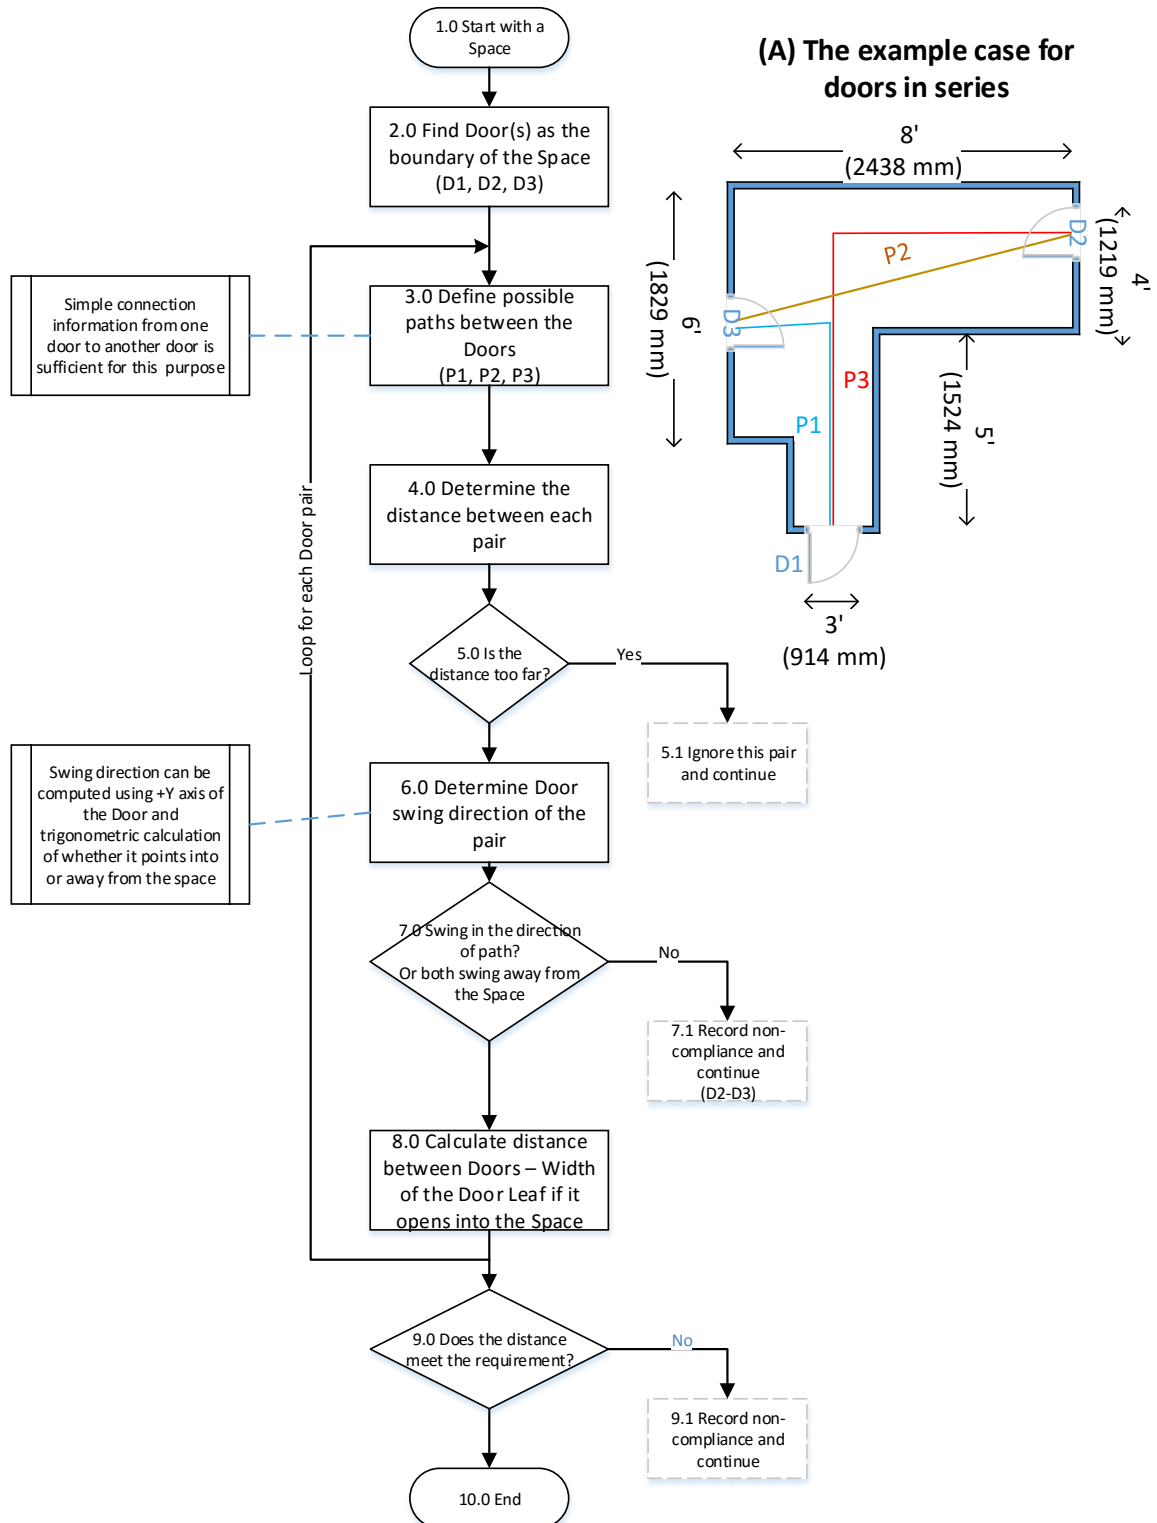 1.0 Start with a
Space
(A) The example case for
doors in series
2.0 Find Door(s) as the
boundary of the Space
(D1, D2, D3)
8'
(2438 mm)
D2
4'
(1219 mm)
P2
6'
(1829 mm)
D3
P3
P1
5'
(1524 mm)
D1
3'
(914 mm)
Simple connection
information from one
door to another door is
sufficient for this purpose
3.0 Define possible
paths between the
Doors
(P1, P2, P3)
4.0 Determine the
distance between each
pair
Loop for each Door pair
5.0 Is the
distance too far?
Yes
5.1 Ignore this pair
and continue
Swing direction can be
computed using +Y axis of
the Door and
trigonometric calculation
of whether it points into
or away from the space
6.0 Determine Door
swing direction of the
pair
7.0 Swing in the direction
of path?
Or both swing away from
the Space
No
7.1 Record non-
compliance and
continue
(D2-D3)
8.0 Calculate distance
between Doors – Width
of the Door Leaf if it
opens into the Space
9.0 Does the distance
meet the requirement?
No
9.1 Record non-
compliance and
continue
10.0 End